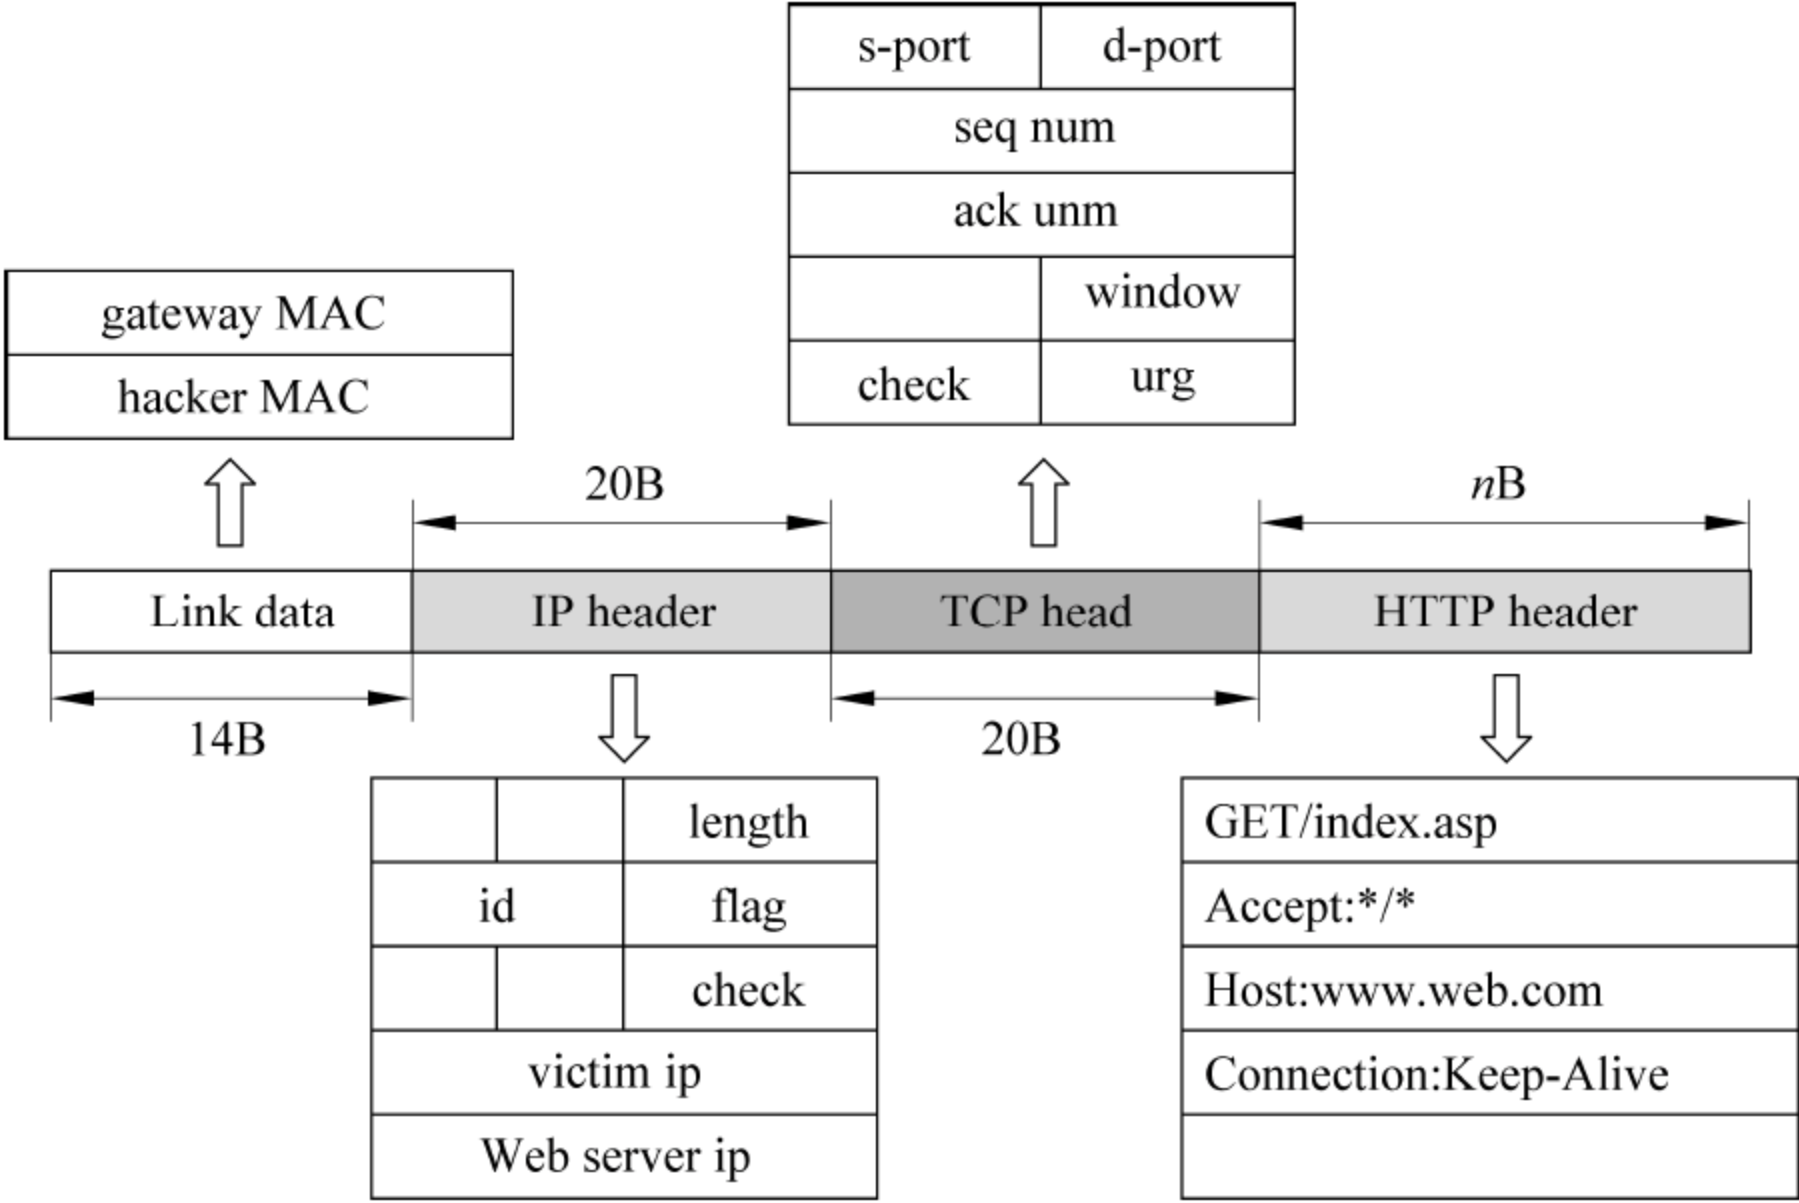 s-port d-port
seq num
ack unm
window
check urg
gateway MAC
hacker MAC
20B nB
Link data IP header TCP head HTTP header
14B 20B
length
id flag
check
victim ip
Web server ip
GET/index.asp
Accept:*/*
Host:www.web.com
Connection:Keep-Alive